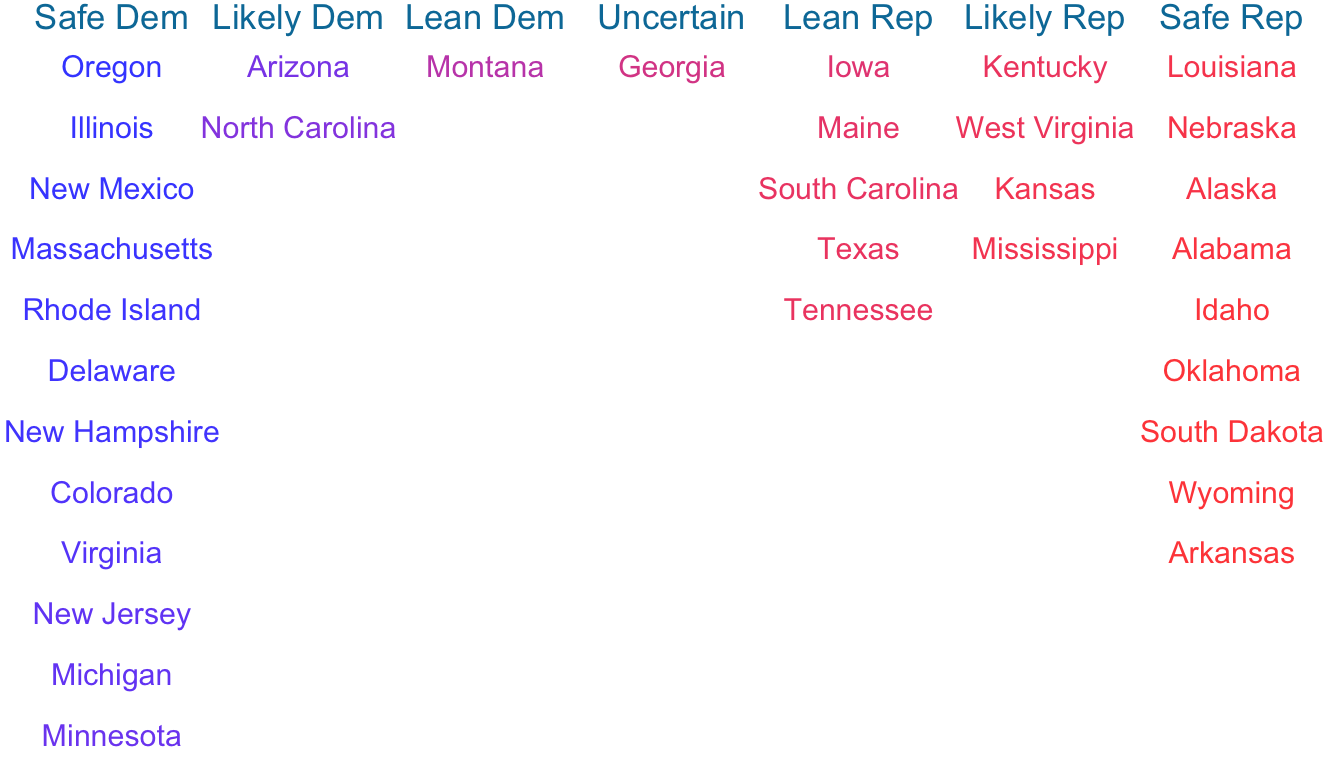 Safe Dem Likely Dem Lean Dem Uncertain Lean Rep Likely Rep Safe Rep
Oregon Arizona Montana Georgia Iowa Kentucky Louisiana
Illinois North Carolina Maine West Virginia Nebraska
New Mexico South Carolina Kansas Alaska
Massachusetts Texas Mississippi Alabama
Rhode Island Tennessee Idaho
Delaware Oklahoma
New Hampshire South Dakota
Colorado Wyoming
Virginia Arkansas
New Jersey
Michigan
Minnesota